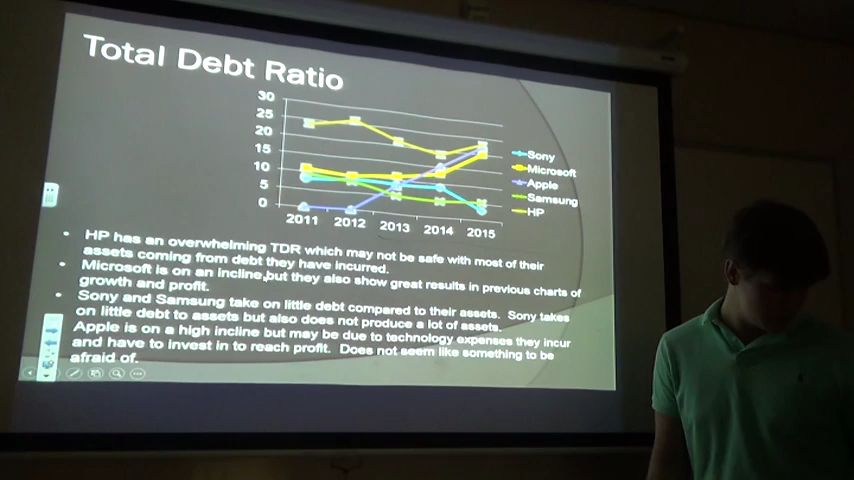 Total Debt Ratio
30
25
20
15
10
5
0
2011 2012 2013 2014 2015
Sony
Microsoft
Apple
Samsung
HP
• HP has an overwhelming TDR which may not be safe with most of their
assets coming from debt they have incurred.
• Microsoft is on an incline,but they also show great results in previous charts of
growth and profit.
• Sony and Samsung take on little debt compared to their assets. Sony takes
on little debt to assets but also does not produce a lot of assets.
Apple is on a high incline but may be due to technology expenses they incur
and have to invest in to reach profit. Does not seem like something to be
afraid of.